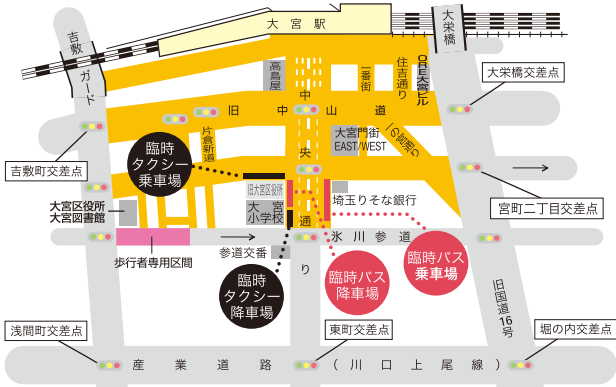 大宮駅
大栄橋
吉敷
ガード
高島屋
一番街
住吉通り
ORE大宮ビル
大栄橋交差点
旧中山道
中央通り
片倉新道
大宮門街
EAST/WEST
一の宮通り
吉敷町交差点
臨時
タクシー
乗車場
旧大宮区役所
大宮
小学校
埼玉りそな銀行
宮町二丁目交差点
大宮区役所
大宮図書館
氷川参道
歩行者専用区間
参道交番
臨時
タクシー
降車場
臨時バス
降車場
臨時バス
乗車場
旧国道16号
浅間町交差点
東町交差点
堀の内交差点
産業道路(川口上尾線)